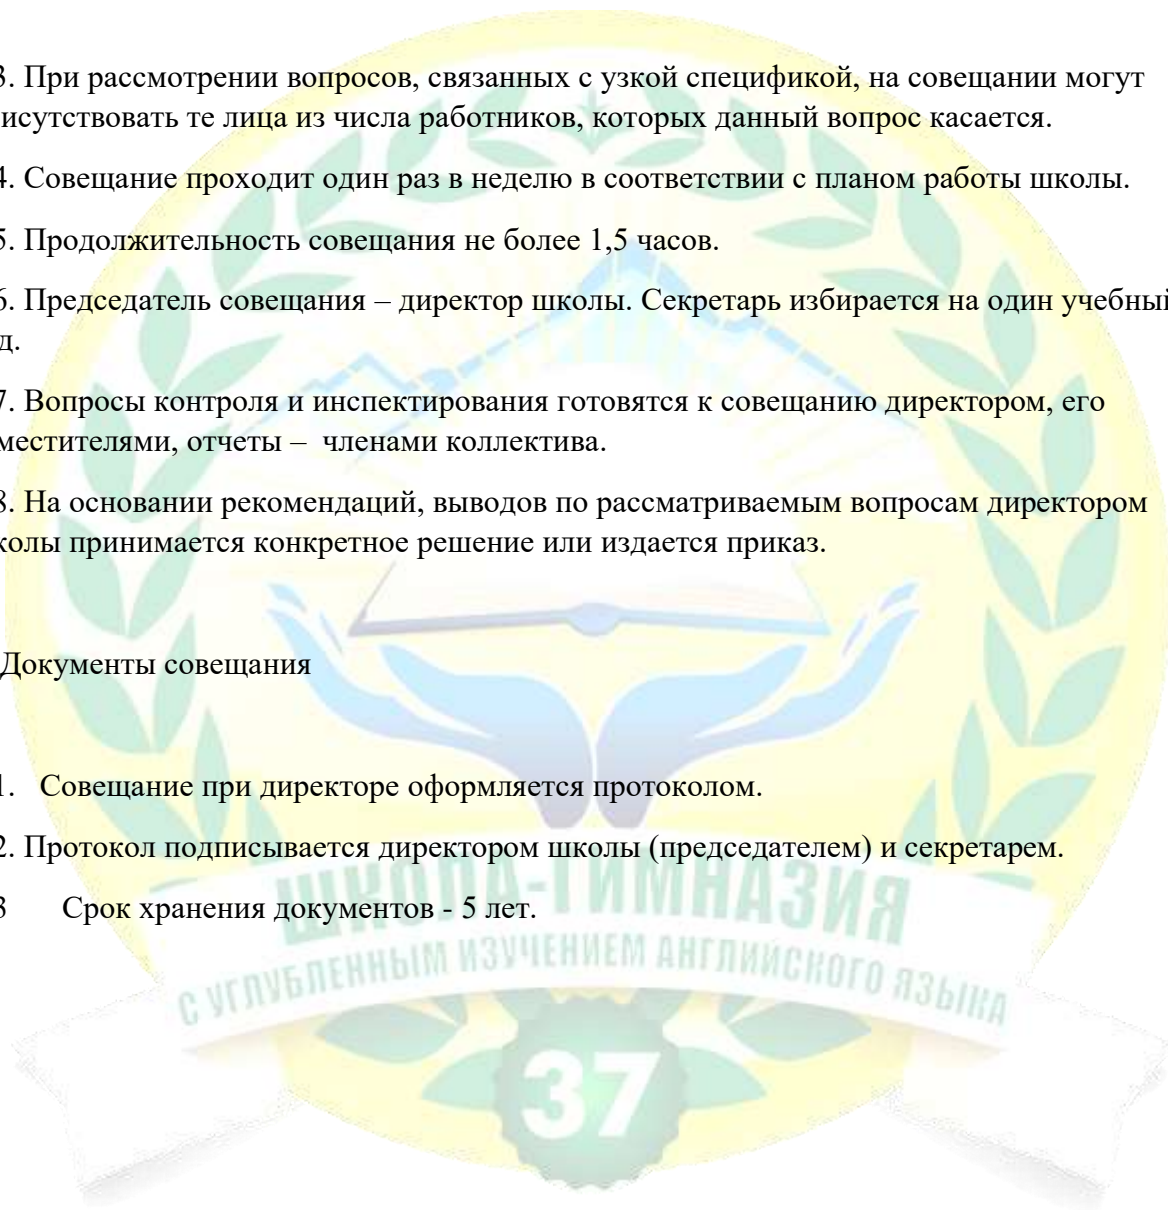 3. При рассмотрении вопросов, связанных с узкой спецификой, на совещании могут
исутствовать те лица из числа работников, которых данный вопрос касается.
4. Совещание проходит один раз в неделю в соответствии с планом работы школы.
5. Продолжительность совещания не более 1,5 часов.
6. Председатель совещания – директор школы. Секретарь избирается на один учебный
д.
7. Вопросы контроля и инспектирования готовятся к совещанию директором, его
местителями, отчеты – членами коллектива.
8. На основании рекомендаций, выводов по рассматриваемым вопросам директором
колы принимается конкретное решение или издается приказ.
Документы совещания
1. Совещание при директоре оформляется протоколом.
2. Протокол подписывается директором школы (председателем) и секретарем.
3 Срок хранения документов - 5 лет.
ШКОЛА-ГИМНАЗИЯ
С УГЛУБЛЕННЫМ ИЗУЧЕНИЕМ АНГЛИЙСКОГО ЯЗЫКА
37